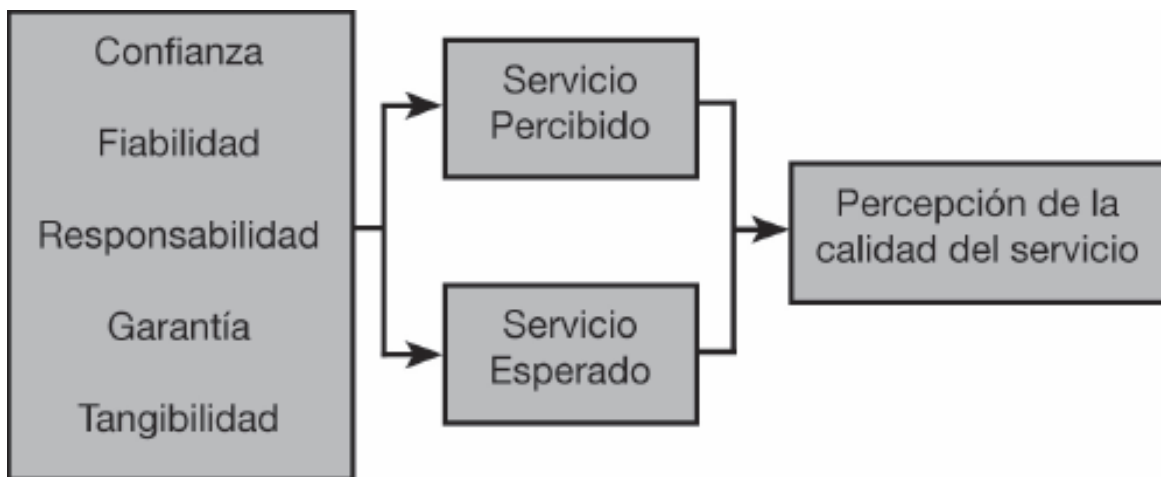 Confianza
Fiabilidad
Responsabilidad
Garantía
Tangibilidad
Servicio
Percibido
Servicio
Esperado
Percepción de la
calidad del servicio